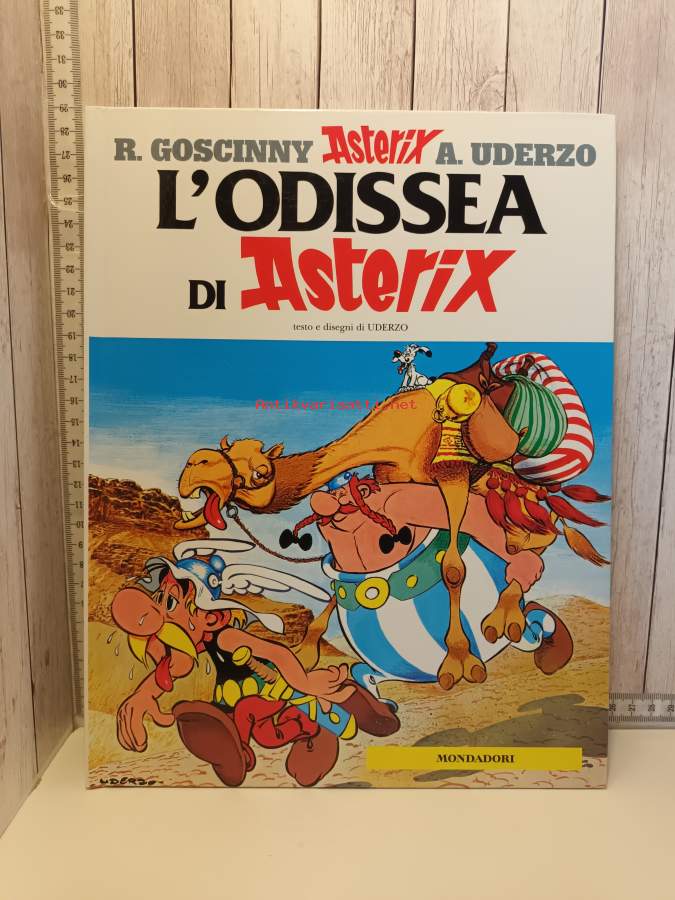 R. GOSCINNY Asterix A. UDERZO
L'ODISSEA
DI Asterix
testo e disegni di UDERZO
Antikvariaatti.net
MONDADORI
UDERZO